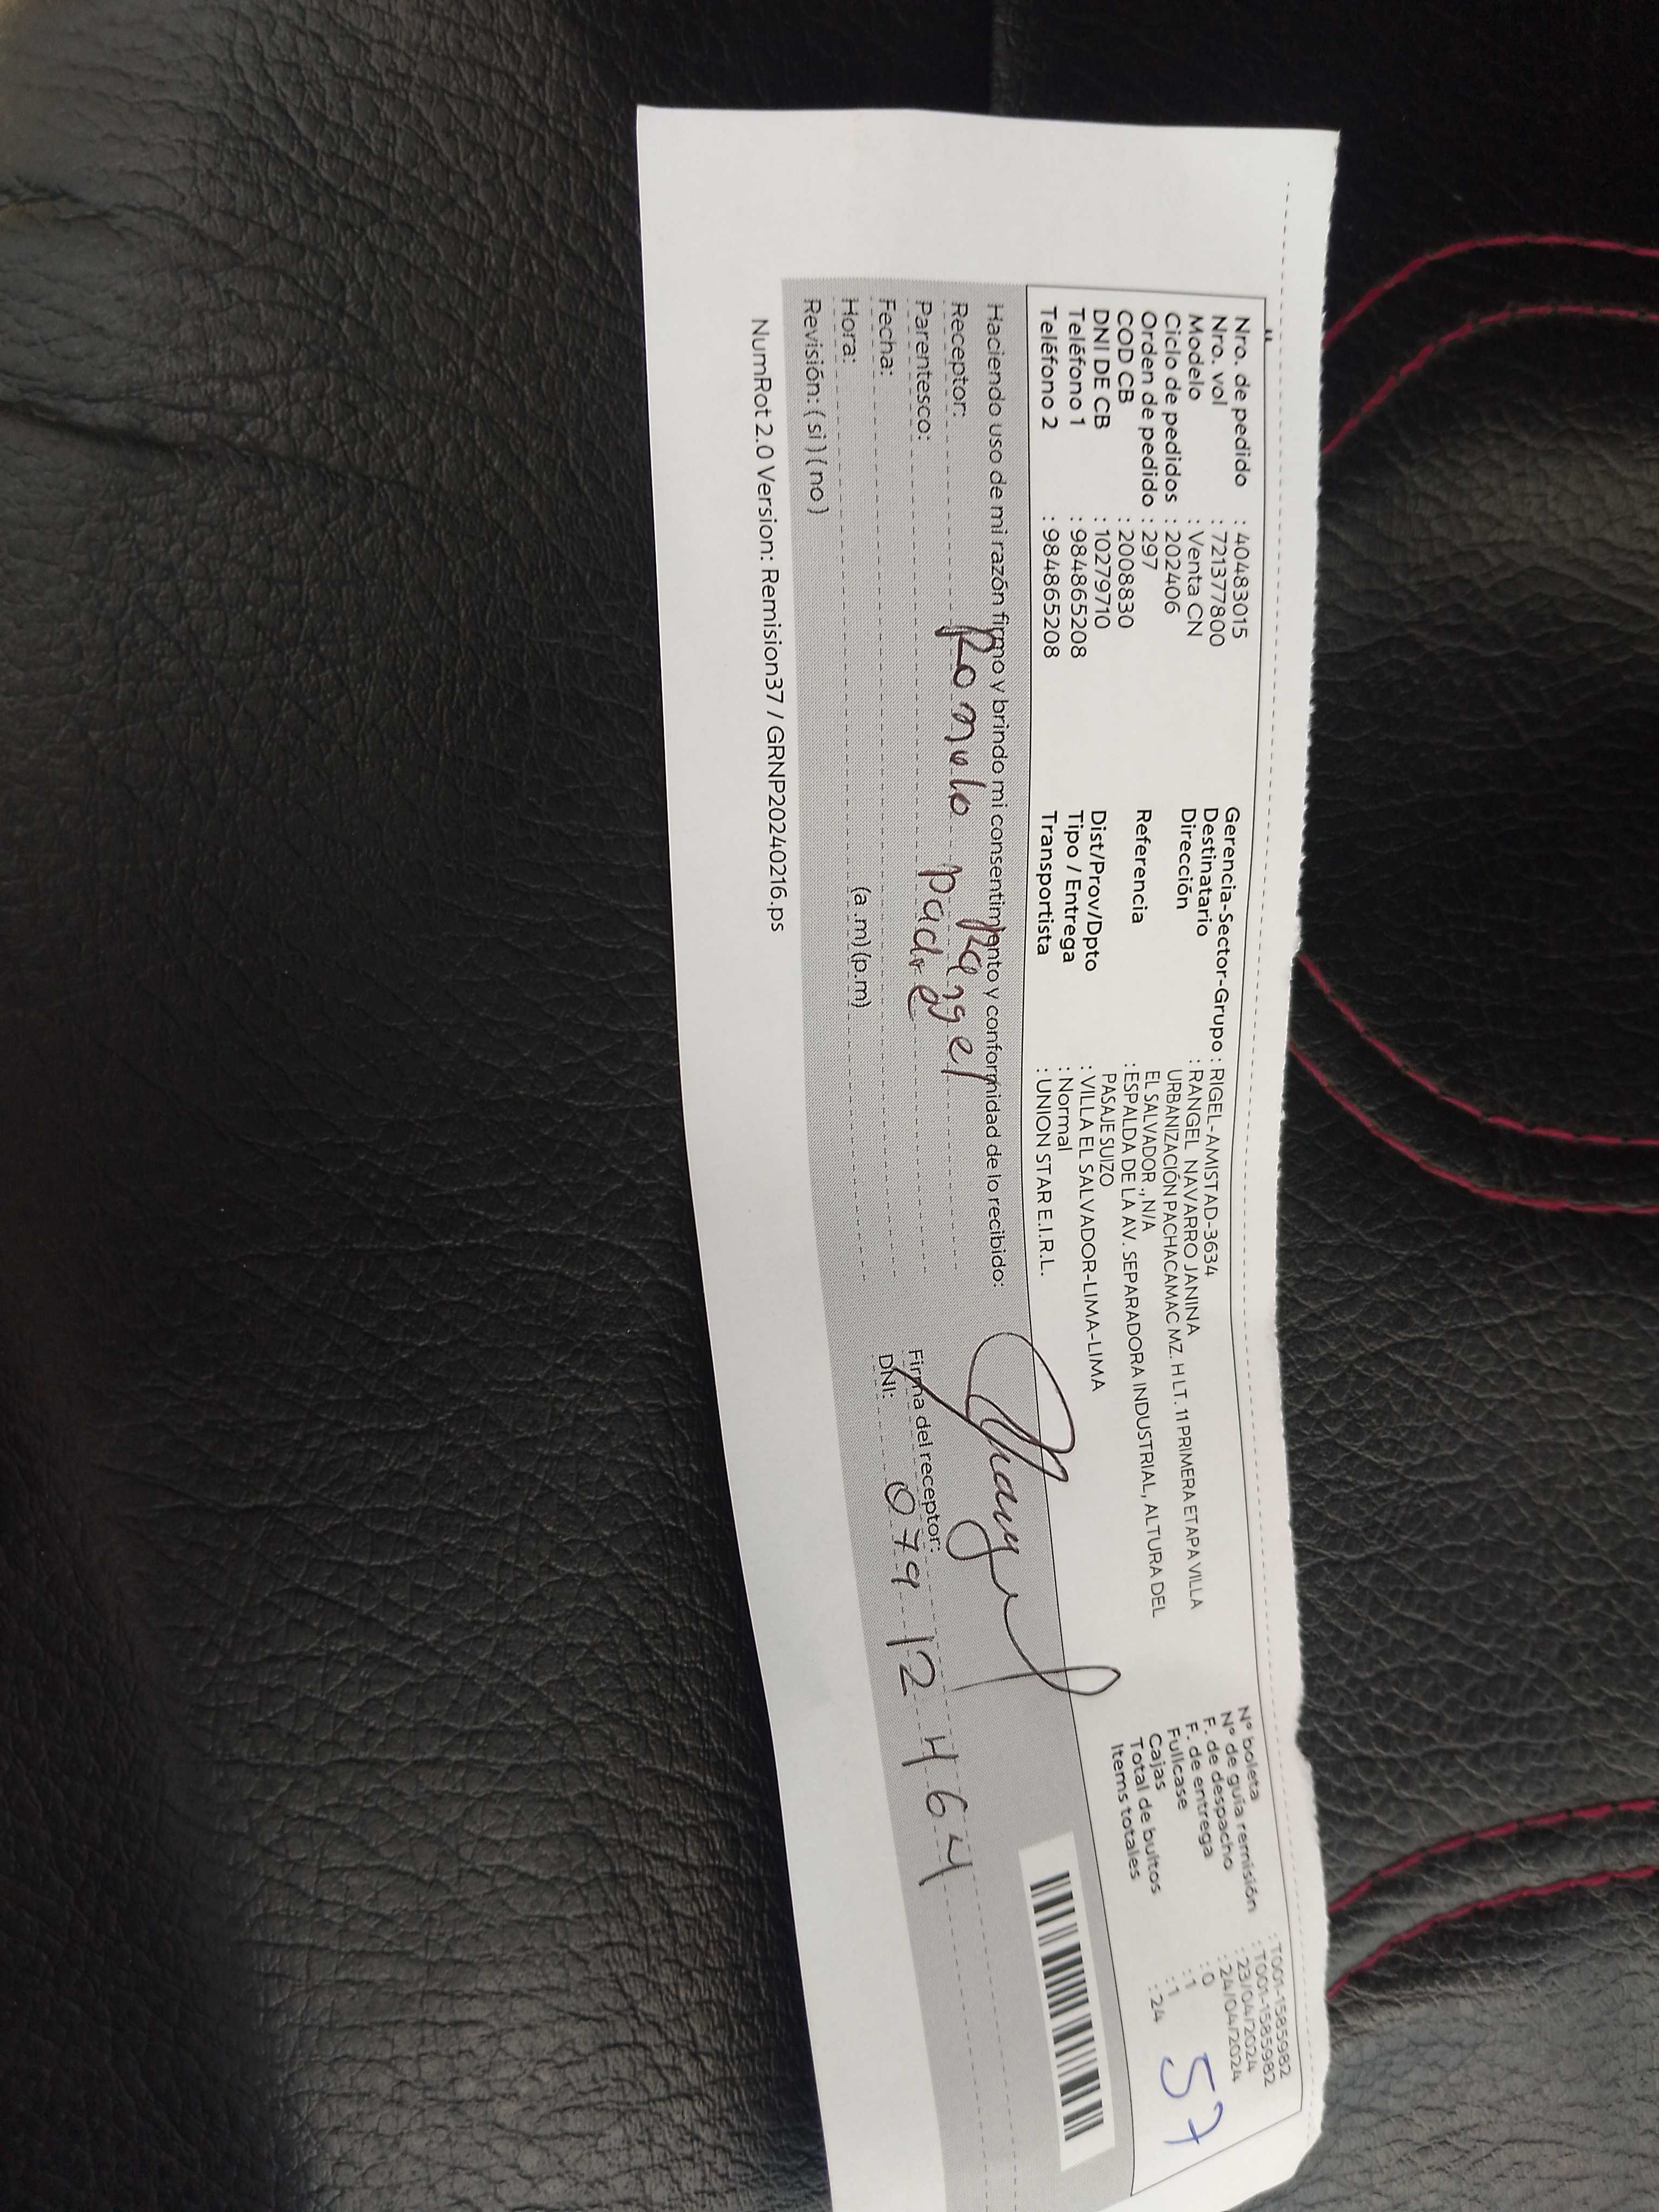 Nro. de pedido : 40483015
Nro. vol : 721377800
Modelo : Venta CN
Ciclo de pedidos : 202406
Orden de pedido : 297
COD CB : 2008830
DNI DE CB : 10279710
Teléfono 1 : 984865208
Teléfono 2 : 984865208
Gerencia-Sector-Grupo : RIGEL-AMISTAD-3634
Destinatario : RANGEL NAVARRO JANINA
Dirección : URBANIZACIÓN PACHACAMAC MZ. H LT. 11 PRIMERA ETAPA VILLA
EL SALVADOR ., N/A
Referencia : ESPALDA DE LA AV. SEPARADORA INDUSTRIAL, ALTURA DEL
PASAJE SUIZO
Dist/Prov/Dpto : VILLA EL SALVADOR-LIMA-LIMA
Tipo / Entrega : Normal
Transportista : UNION STAR E.I.R.L.
N° boleta : T001-1585982
N° de guía remisión : T001-1585982
F. de despacho : 23/04/2024
F. de entrega : 24/04/2024
Fullcase : 0
Cajas : 1
Total de bultos : 1
Items totales : 24
57
Haciendo uso de mi razón firmo y brindo mi consentimiento y conformidad de lo recibido:
Receptor: Romulo Rangel
Parentesco: padre
Fecha:
Hora: (a .m) (p.m)
Revisión: ( si ) ( no )
Firma del receptor:
DNI: 079 12 464
NumRot 2.0 Version: Remision37 / GRNP20240216.ps